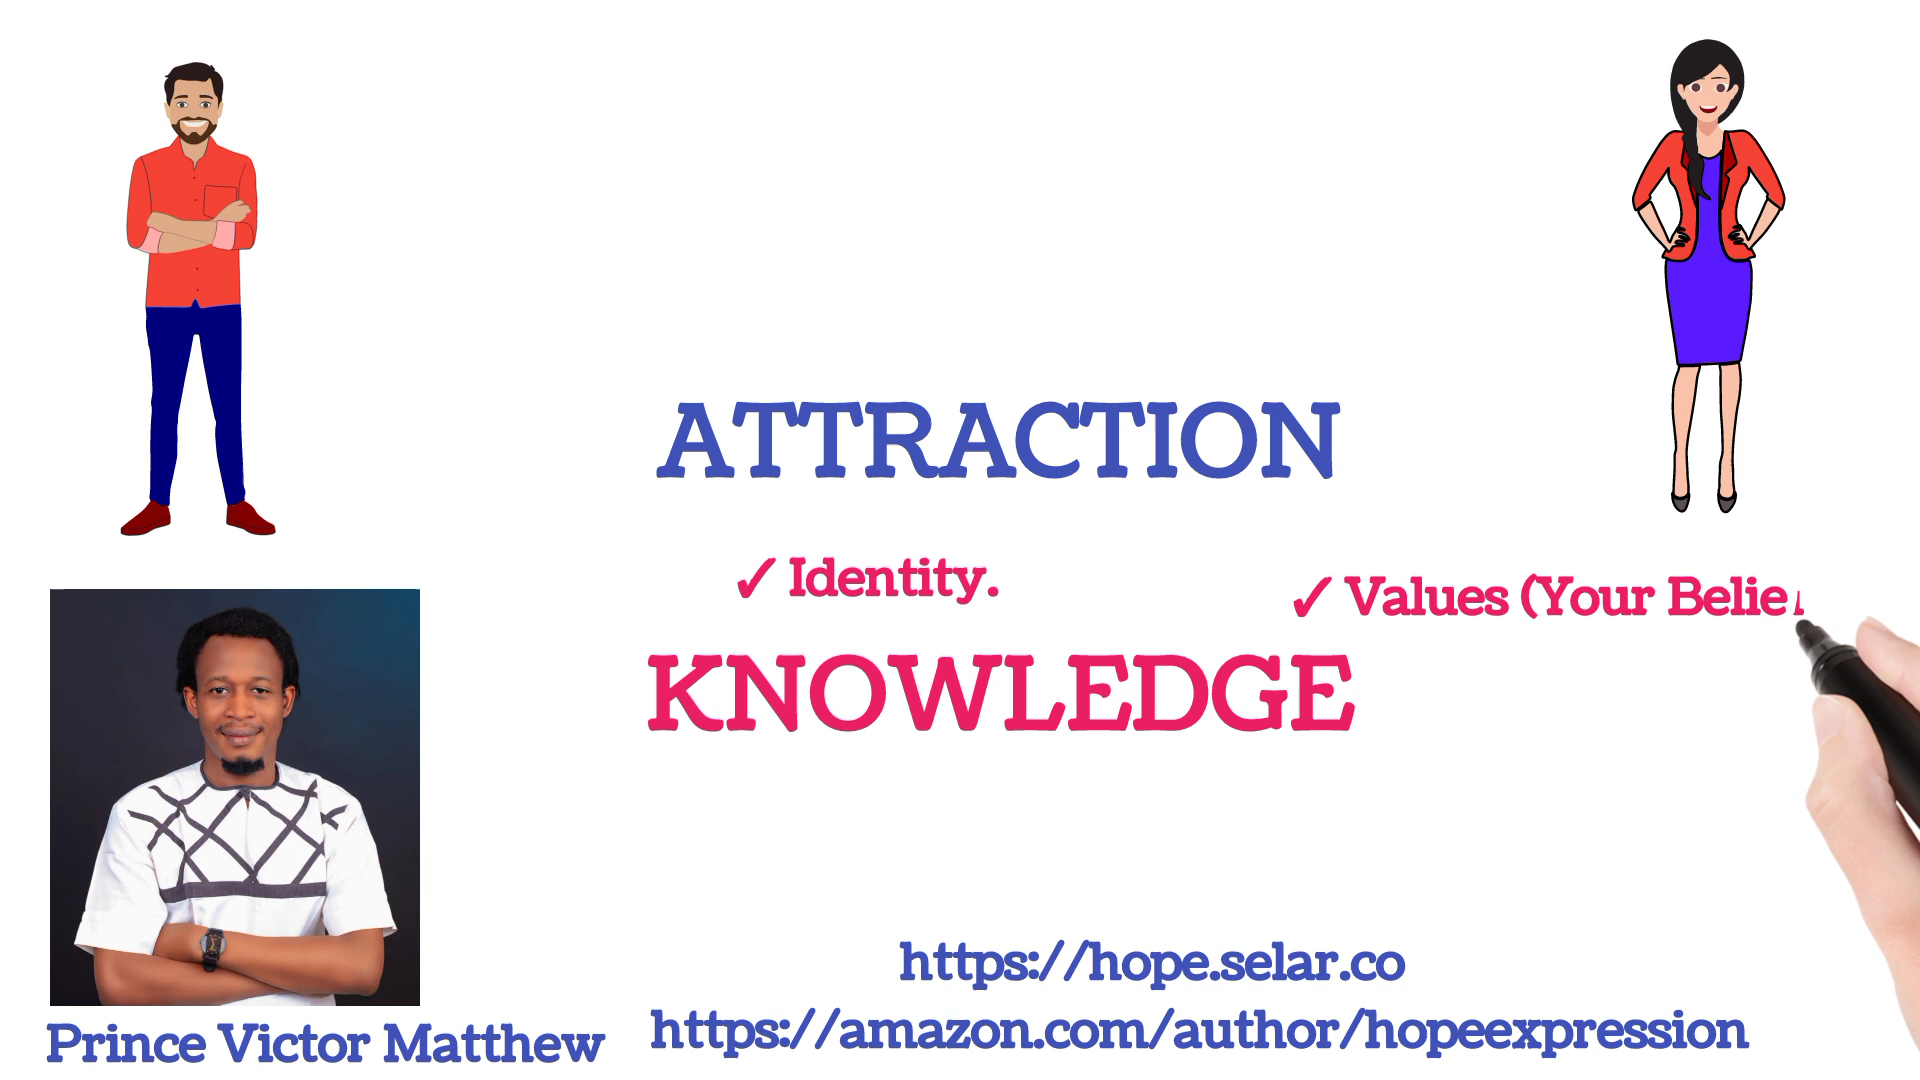 ATTRACTION
✓ Identity.
✓ Values (Your Belie
KNOWLEDGE
https://hope.selar.co
https://amazon.com/author/hopeexpression
Prince Victor Matthew